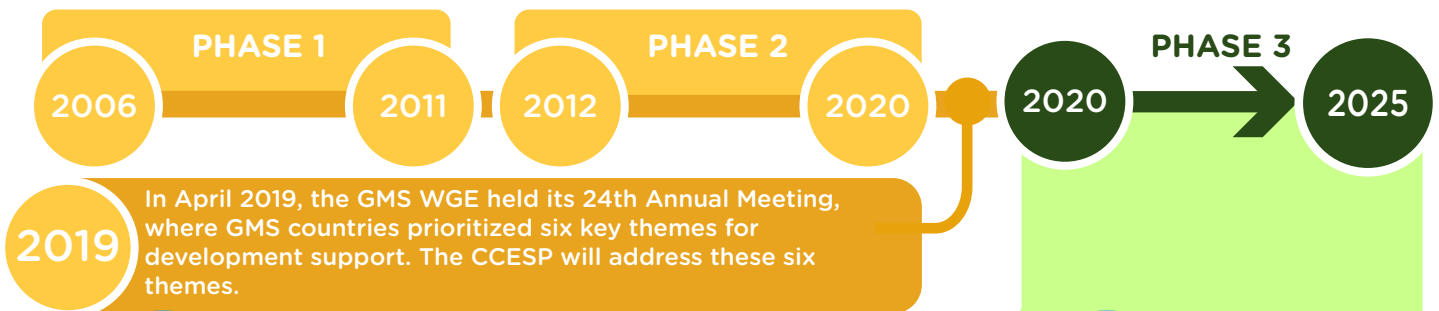 PHASE 1
PHASE 2
PHASE 3
2006
2011
2012
2020
2020
2025
2019
In April 2019, the GMS WGE held its 24th Annual Meeting,
where GMS countries prioritized six key themes for
development support. The CCESP will address these six
themes.